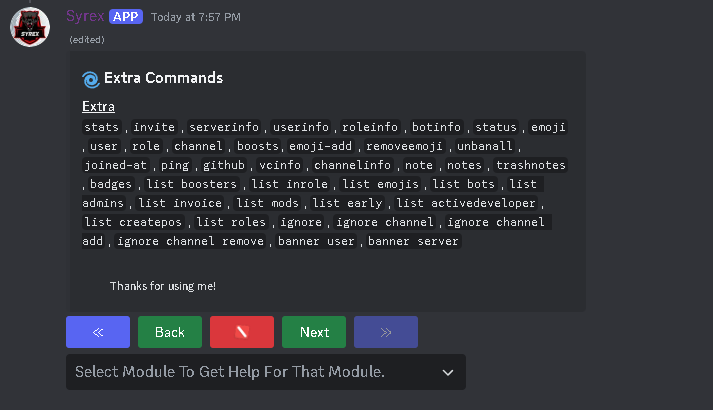 Syrex APP Today at 7:57 PM
(edited)
SYREX
Extra Commands
Extra
stats , invite , serverinfo , userinfo , roleinfo , botinfo , status , emoji
, user , role , channel , boosts, emoji-add , removeemoji , unbanall ,
joined-at , ping , github , vcinfo , channelinfo , note , notes , trashnotes
, badges , list boosters , list inrole , list emojis , list bots , list
admins , list invoice , list mods , list early , list activedeveloper ,
list createpos , list roles , ignore , ignore channel , ignore channel
add , ignore channel remove , banner user , banner server
Thanks for using me!
Back Next
Select Module To Get Help For That Module.